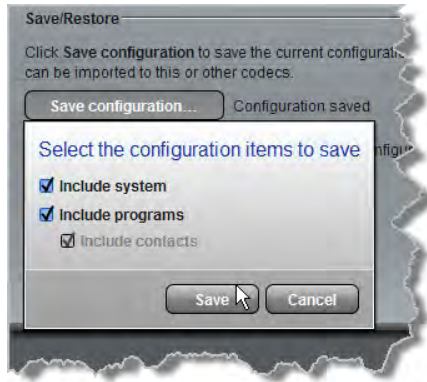 Save/Restore
Click Save configuration to save the current
can be imported to this or other codecs.
Save configuration... Configuration saved
Select the configuration items to save
Include system
Include programs
Include contacts
Save Cancel